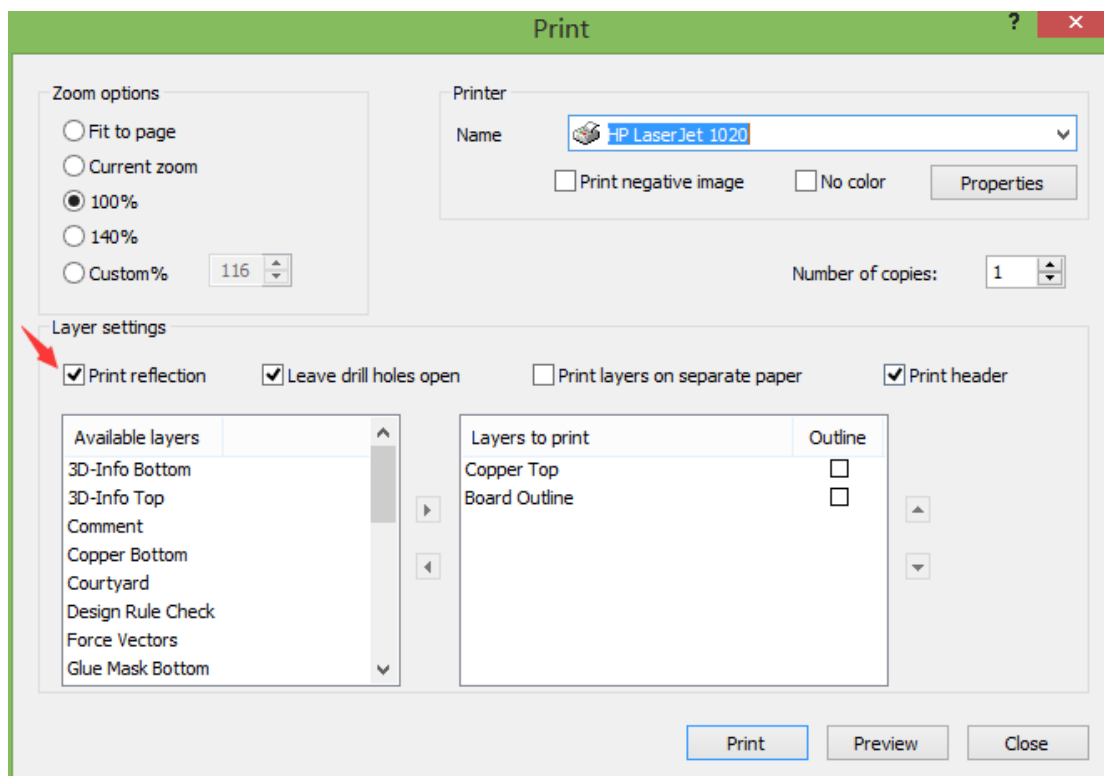 Print
?
Zoom options
Fit to page
Current zoom
100%
140%
Custom% 116
Printer
Name HP LaserJet 1020
Print negative image No color Properties
Number of copies: 1
Layer settings
Print reflection Leave drill holes open Print layers on separate paper Print header
Available layers
3D-Info Bottom
3D-Info Top
Comment
Copper Bottom
Courtyard
Design Rule Check
Force Vectors
Glue Mask Bottom
Layers to print Outline
Copper Top
Board Outline
Print Preview Close